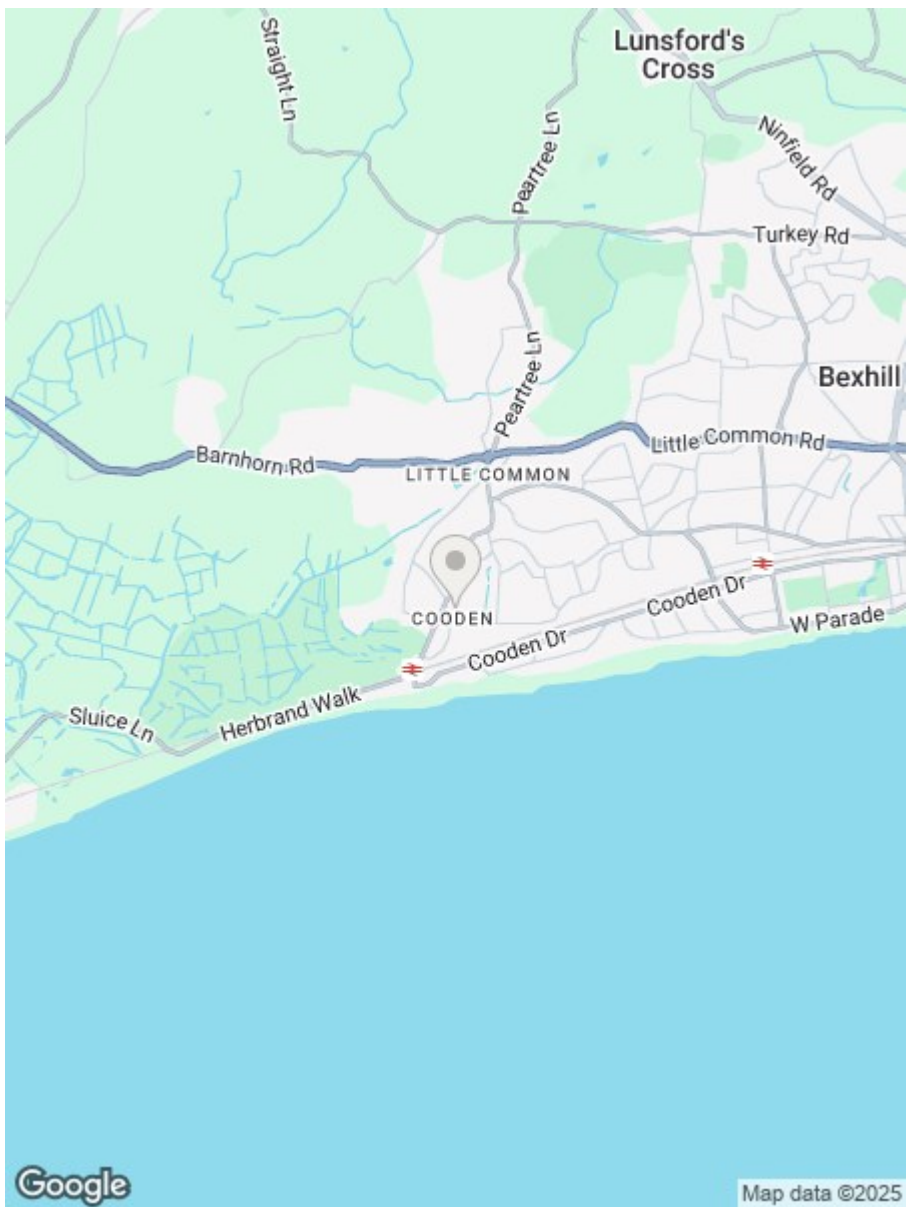 Straight Ln
Lunsford's
Cross
Peartree Ln
Ninfield Rd
Turkey Rd
Peartree Ln
Bexhill
Little Common Rd
Barnhorn Rd
LITTLE COMMON
COODEN
Cooden Dr
W Parade
Cooden Dr
Herbrand Walk
Sluice Ln
Google
Map data ©2025